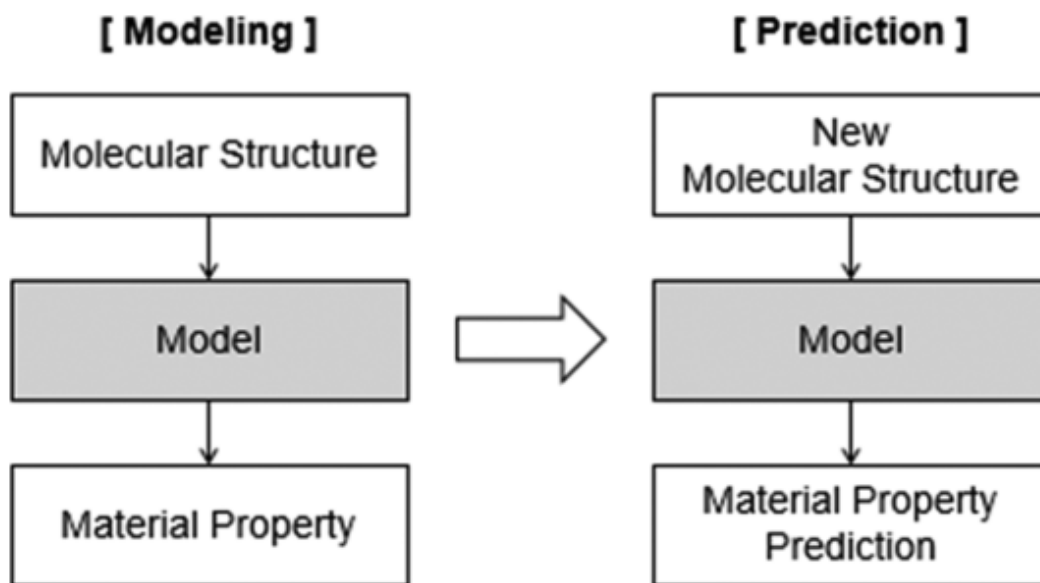 [ Modeling ]
Molecular Structure
Model
Material Property
[ Prediction ]
New
Molecular Structure
Model
Material Property
Prediction